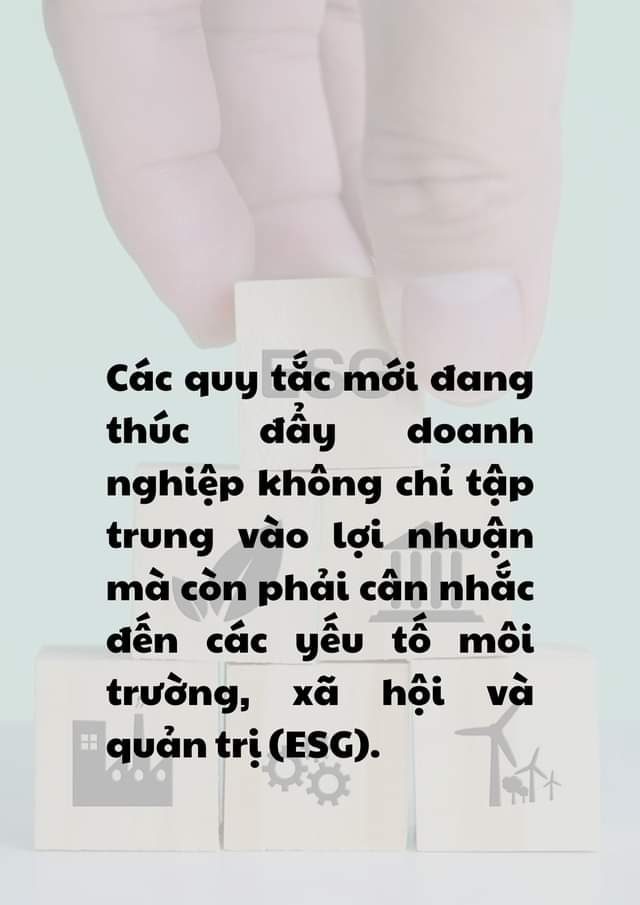 ESG
Các quy tắc mới đang
thúc đẩy doanh
nghiệp không chỉ tập
trung vào lợi nhuận
mà còn phải cân nhắc
đến các yếu tố môi
trường, xã hội và
quản trị (ESG).